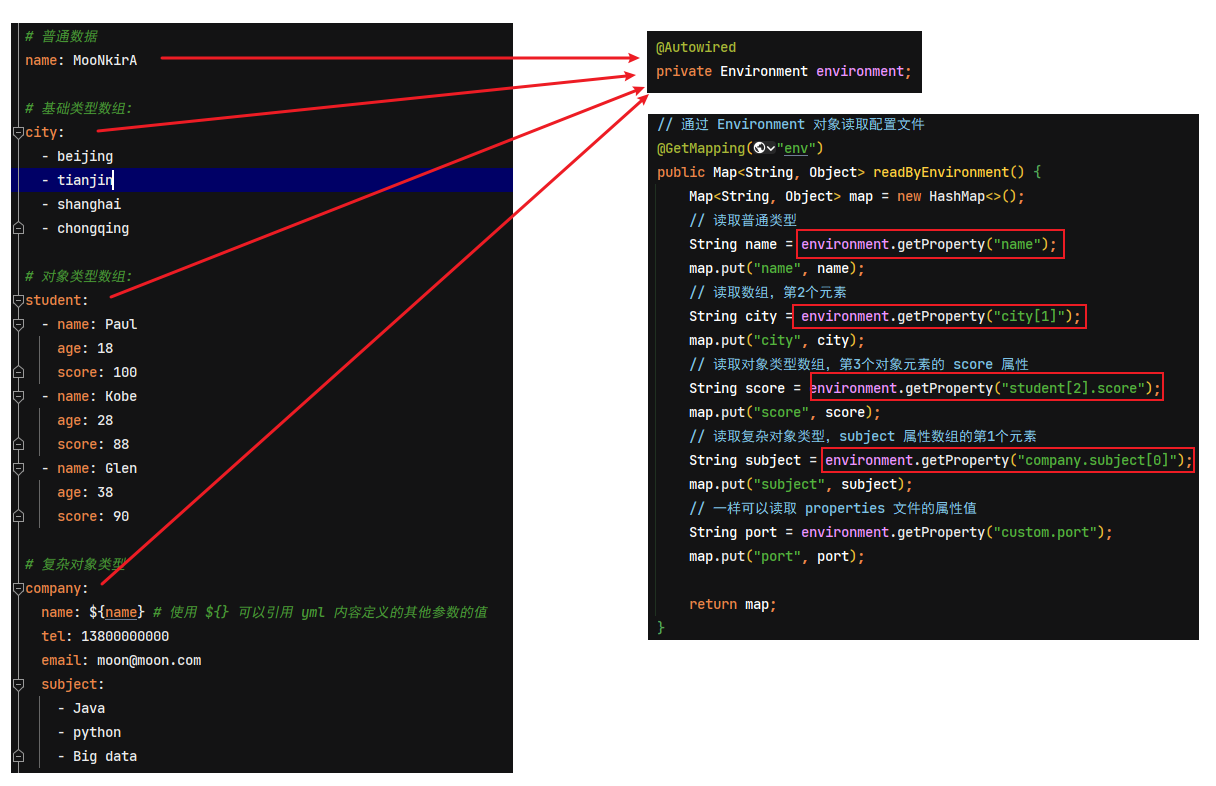 # 普通数据
name: MooNkirA
# 基础类型数组:
city:
- beijing
- tianjin
- shanghai
- chongqing
# 对象类型数组:
student:
- name: Paul
age: 18
score: 100
- name: Kobe
age: 28
score: 88
- name: Glen
age: 38
score: 90
# 复杂对象类型
company:
name: ${name} # 使用 ${} 可以引用 yml 内容定义的其他参数的值
tel: 13800000000
email: moon@moon.com
subject:
- Java
- python
- Big data
@Autowired
private Environment environment;
// 通过 Environment 对象读取配置文件
@GetMapping("env")
public Map<String, Object> readByEnvironment() {
Map<String, Object> map = new HashMap<>();
// 读取普通类型
String name = environment.getProperty("name");
map.put("name", name);
// 读取数组，第2个元素
String city = environment.getProperty("city[1]");
map.put("city", city);
// 读取对象类型数组，第3个对象元素的 score 属性
String score = environment.getProperty("student[2].score");
map.put("score", score);
// 读取复杂对象类型，subject 属性数组的第1个元素
String subject = environment.getProperty("company.subject[0]");
map.put("subject", subject);
// 一样可以读取 properties 文件的属性值
String port = environment.getProperty("custom.port");
map.put("port", port);
return map;
}